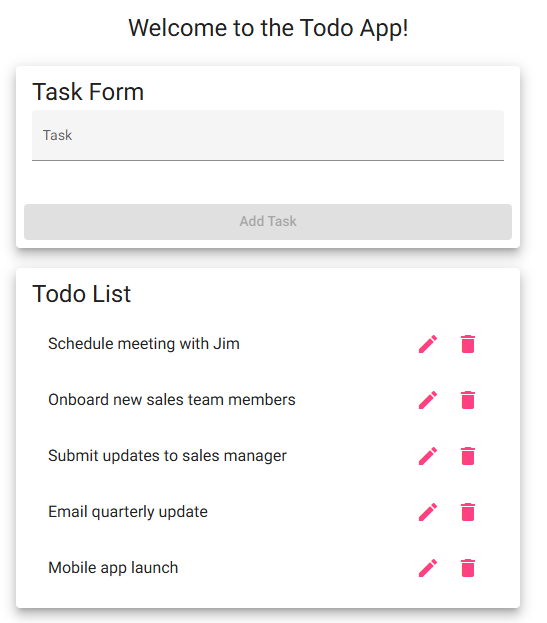 Welcome to the Todo App!
Task Form
Task
Add Task
Todo List
Schedule meeting with Jim
Onboard new sales team members
Submit updates to sales manager
Email quarterly update
Mobile app launch